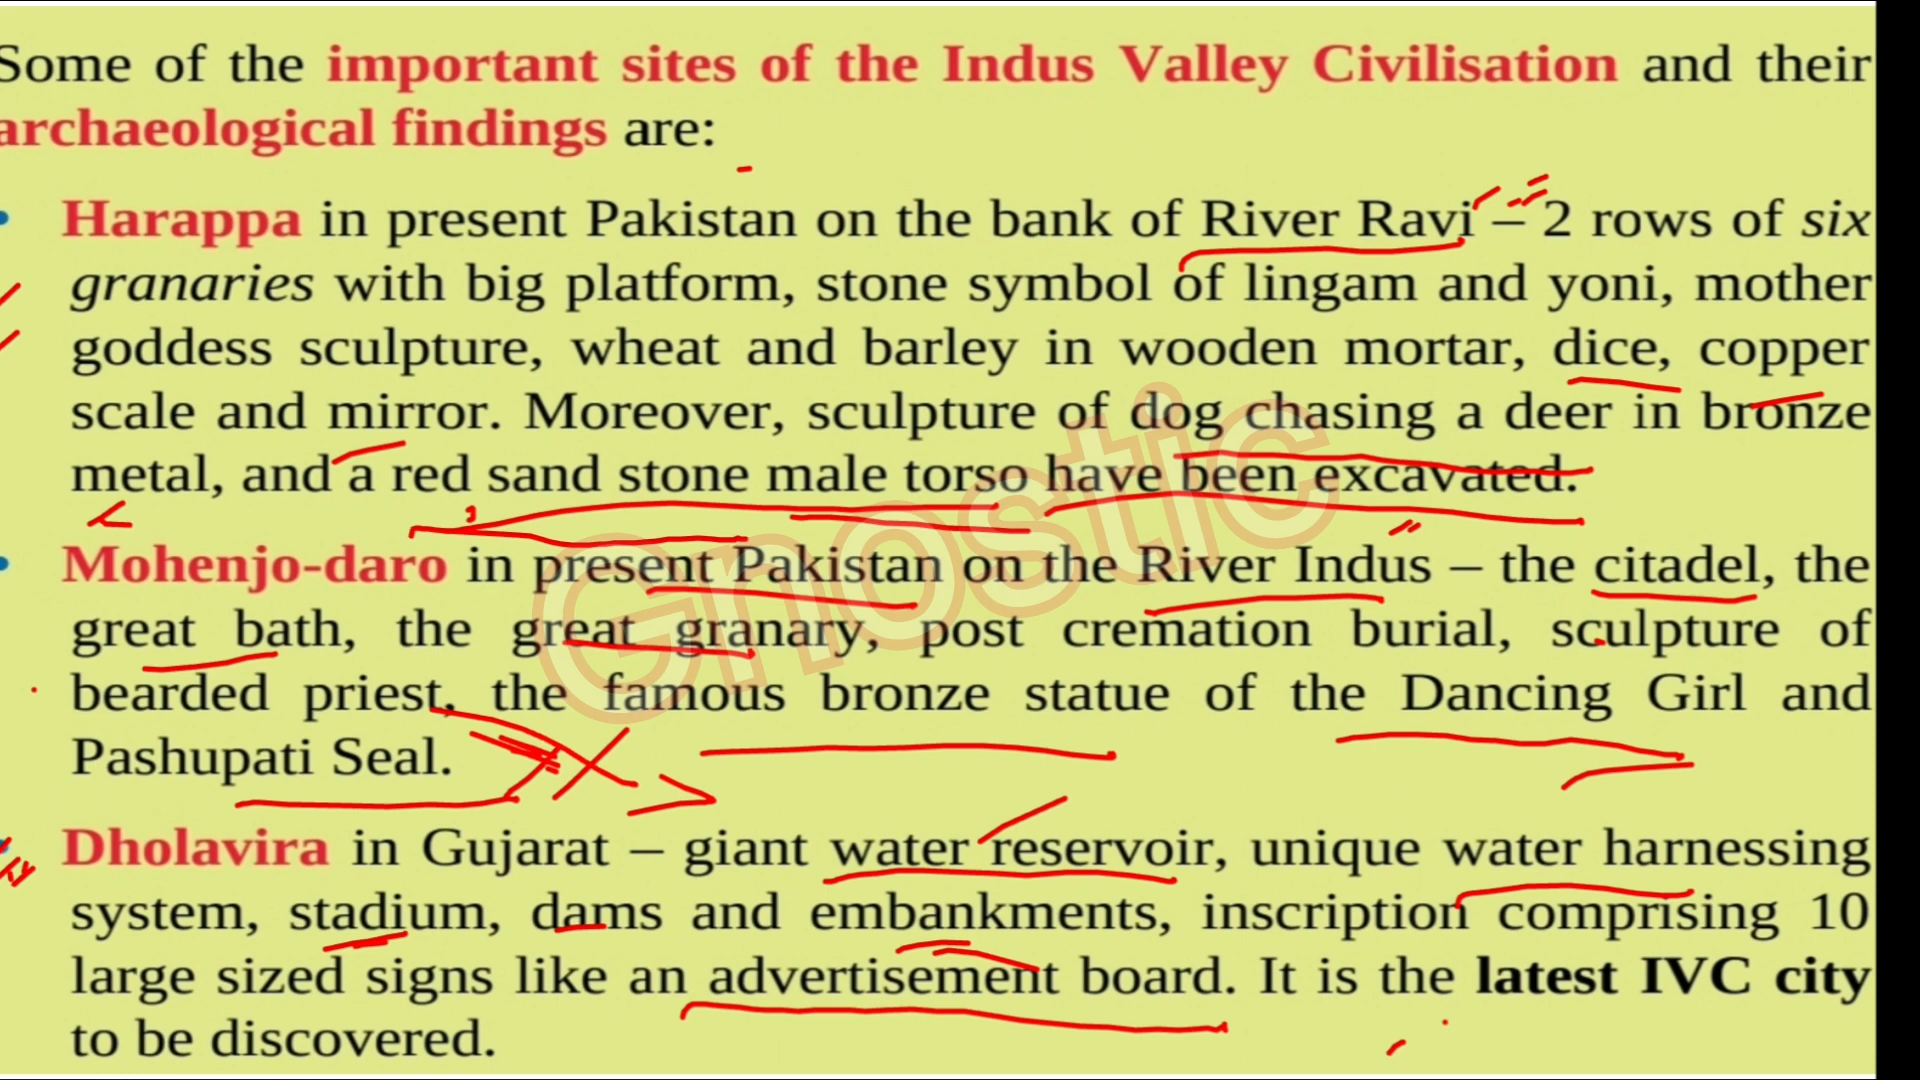 Some of the important sites of the Indus Valley Civilisation and their
archaeological findings are:
• Harappa in present Pakistan on the bank of River Ravi – 2 rows of six
granaries with big platform, stone symbol of lingam and yoni, mother
goddess sculpture, wheat and barley in wooden mortar, dice, copper
scale and mirror. Moreover, sculpture of dog chasing a deer in bronze
metal, and a red sand stone male torso have been excavated.
• Mohenjo-daro in present Pakistan on the River Indus – the citadel, the
great bath, the great granary, post cremation burial, sculpture of
bearded priest, the famous bronze statue of the Dancing Girl and
Pashupati Seal.
• Dholavira in Gujarat – giant water reservoir, unique water harnessing
system, stadium, dams and embankments, inscription comprising 10
large sized signs like an advertisement board. It is the latest IVC city
to be discovered.
Gnostic